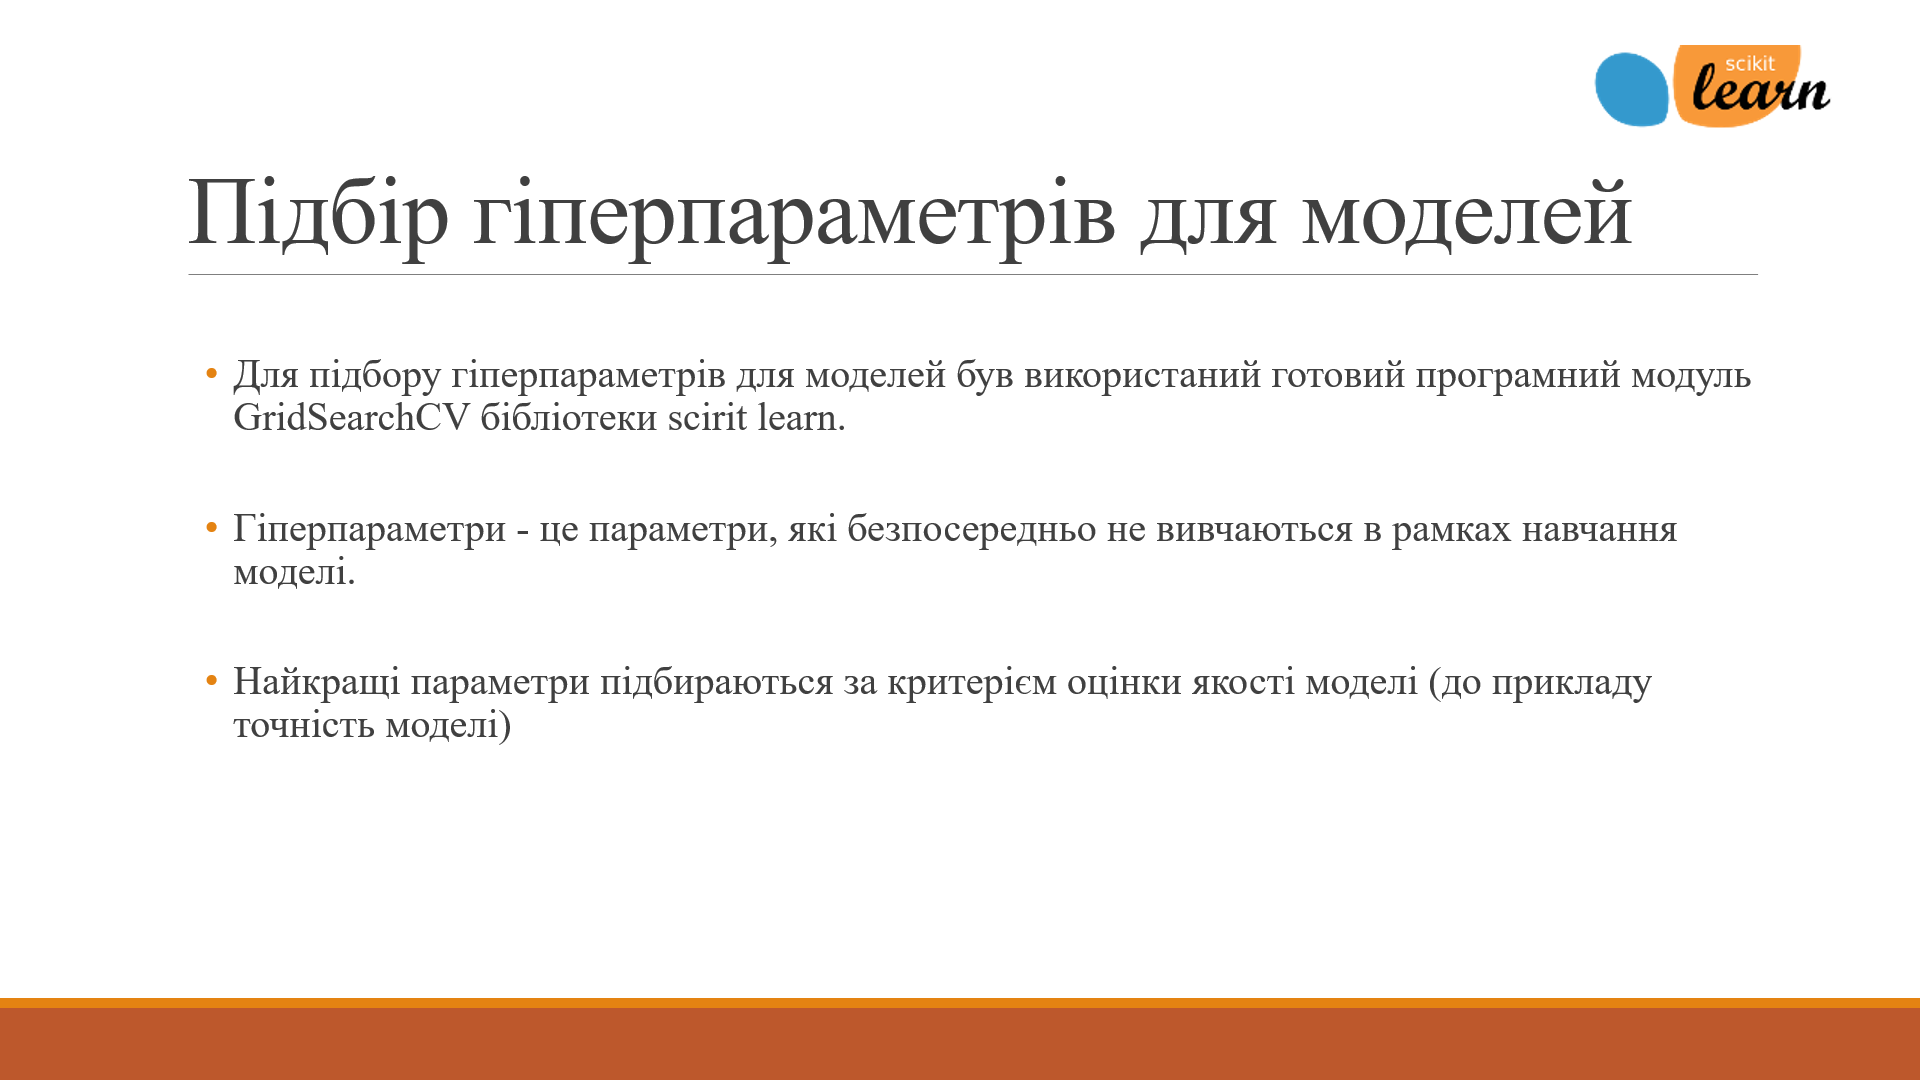 scikit
learn
Підбір гіперпараметрів для моделей
• Для підбору гіперпараметрів для моделей був використаний готовий програмний модуль
GridSearchCV бібліотеки scirit learn.
• Гіперпараметри - це параметри, які безпосередньо не вивчаються в рамках навчання
моделі.
• Найкращі параметри підбираються за критерієм оцінки якості моделі (до прикладу
точність моделі)